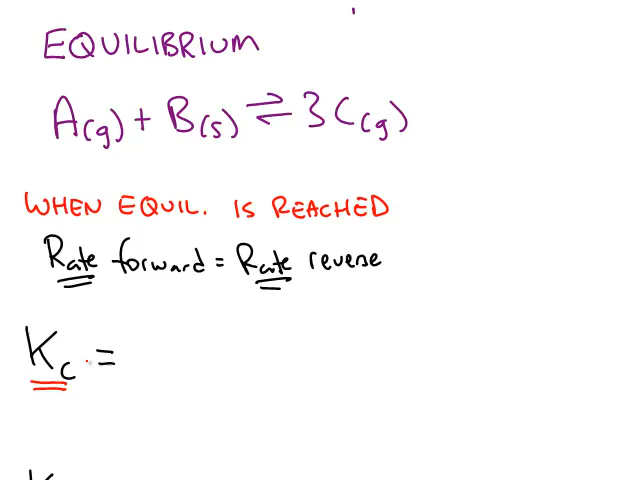 EQUILIBRIUM
A(g) + B(s) ⇌ 3C(g)
WHEN EQUIL. IS REACHED
Rate forward = Rate reverse
Kc =